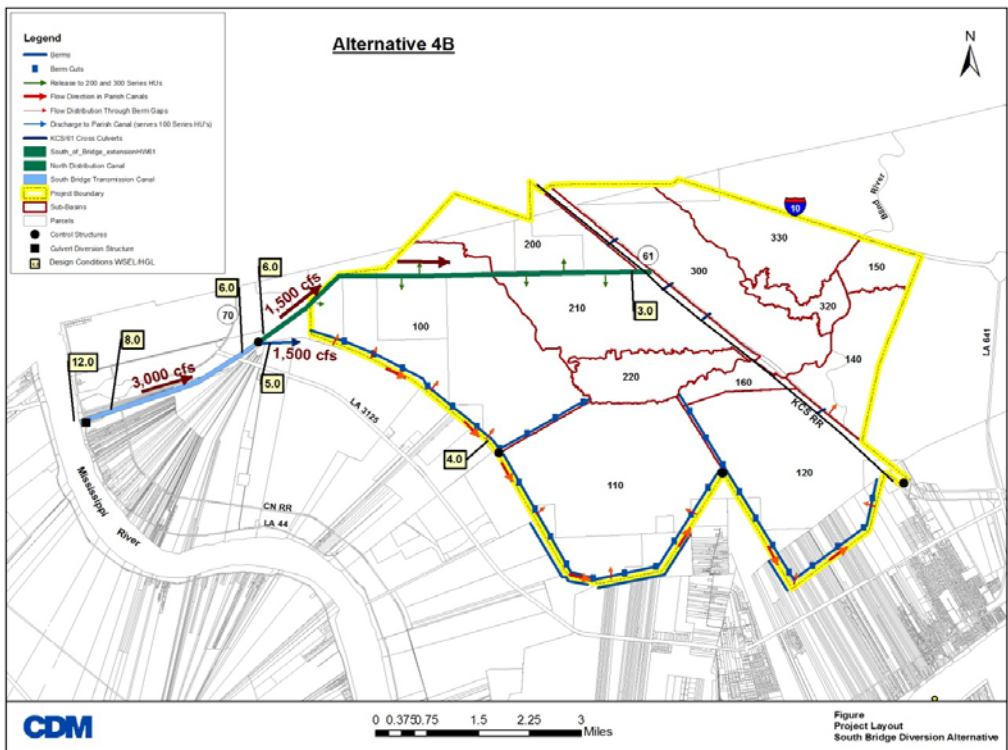 Alternative 4B
N
Legend
Berms
Berm Cuts
Release to 200 and 300 Series HUs
Flow Direction in Parish Canals
Flow Distribution Through Berm Gaps
Discharge to Parish Canal (serves 100 Series HU's)
KCS/61 Cross Culverts
South_of_Bridge_extensionHW61
North Distribution Canal
South Bridge Transmission Canal
Project Boundary
Sub-Basins
Parcels
Control Structures
Culvert Diversion Structure
Design Conditions WSEL/HGL
10
Blind River
330
200
61
300
150
6.0
6.0
1,500 cfs
70
210
3.0
320
100
LA 641
8.0
12.0
3,000 cfs
1,500 cfs
5.0
140
220
160
LA 3125
KCS RR
4.0
110
120
Mississippi River
CN RR
LA 44
CDM
0 0.375 0.75 1.5 2.25 3
Miles
Figure
Project Layout
South Bridge Diversion Alternative